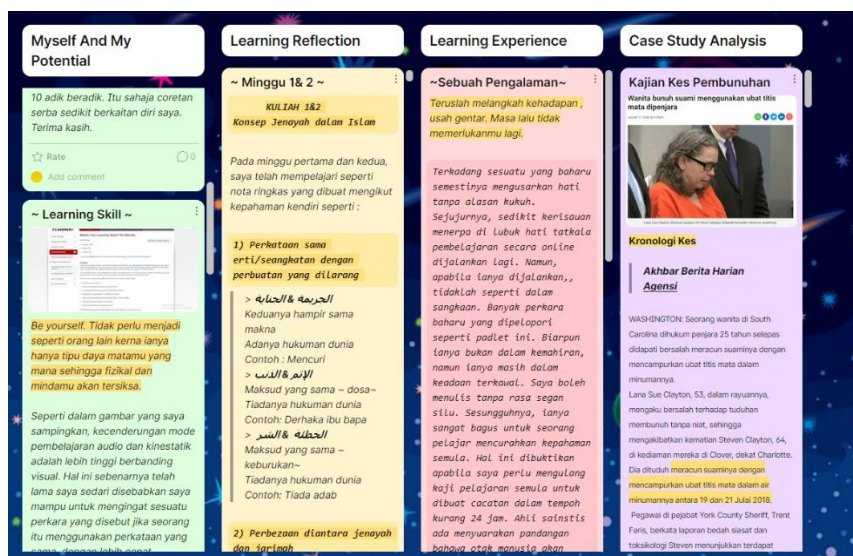 Myself And My
Potential
10 adik beradik. Itu sahaja coretan
serba sedikit berkaitan diri saya.
Terima kasih.
Rate
0
Add comment
~ Learning Skill ~
Be yourself. Tidak perlu menjadi
seperti orang lain kerna ianya
hanya tipu daya matamu yang
mana sehingga fizikal dan
mindamu akan tersiksa.
Seperti dalam gambar yang saya
sampingkan, kecenderungan mode
pembelajaran audio dan kinestatik
adalah lebih tinggi berbanding
visual. Hal ini sebenarnya telah
lama saya sedari disebabkan saya
mampu untuk mengingat sesuatu
perkara yang disebut jika seorang
itu menggunakan perkataan yang
sama, dengan lebih cepat
Learning Reflection
~ Minggu 1& 2 ~
KULIAH 1&2
Konsep Jenayah dalam Islam
Pada minggu pertama dan kedua,
saya telah mempelajari seperti
nota ringkas yang dibuat mengikut
kepahaman kendiri seperti :
1) Perkataan sama
erti/seangkatan dengan
perbuatan yang dilarang
> الجريمة & الجناية
Keduanya hampir sama
makna
Adanya hukuman dunia
Contoh : Mencuri
> الإثم & الذنب
Maksud yang sama ~ dosa~
Tiadanya hukuman dunia
Contoh: Derhaka ibu bapa
> الخطئة & الشر
Maksud yang sama ~
keburukan~
Tiadanya hukuman dunia
Contoh: Tiada adab
2) Perbezaan diantara jenayah
dan jarimah
Learning Experience
~Sebuah Pengalaman~
Teruslah melangkah kehadapan ,
usah gentar. Masa lalu tidak
memerlukanmu lagi.
Terkadang sesuatu yang baharu
semestinya mengusarkan hati
tanpa alasan kukuh.
Sejujurnya, sedikit kerisauan
menerpa di lubuk hati tatkala
pembelajaran secara online
dijalankan lagi. Namun,
apabila ianya dijalankan,,
tidaklah seperti dalam
sangkaan. Banyak perkara
baharu yang dipelopori
seperti padlet ini. Biarpun
ianya bukan dalam kemahiran,
namun ianya masih dalam
keadaan terkawal. Saya boleh
menulis tanpa rasa segan
silu. Sesungguhnya, ianya
sangat bagus untuk seorang
pelajar mencurahkan kepahaman
semula. Hal ini dibuktikan
apabila saya perlu mengulang
kaji pelajaran semula untuk
dibuat cacatan dalam tempoh
kurang 24 jam. Ahli sainstis
ada menyuarakan pandangan
bahawa otak manusia akan
Case Study Analysis
Kajian Kes Pembunuhan
Wanita bunuh suami menggunakan ubat titis
mata dipenjara
Kronologi Kes
Akhbar Berita Harian
Agensi
WASHINGTON: Seorang wanita di South
Carolina dihukum penjara 25 tahun selepas
didapati bersalah meracun suaminya dengan
mencampurkan ubat titis mata dalam
minumannya.
Lana Sue Clayton, 53, dalam rayuannya,
mengaku bersalah terhadap tuduhan
membunuh tanpa niat, sehingga
mengakibatkan kematian Steven Clayton, 64,
di kediaman mereka di Clover, dekat Charlotte.
Dia dituduh meracun suaminya dengan
mencampurkan ubat titis mata dalam air
minumannya antara 19 dan 21 Julai 2018.
Pegawai di pejabat York County Sheriff, Trent
Faris, berkata laporan bedah siasat dan
toksikologi Steven menunjukkan terdapat